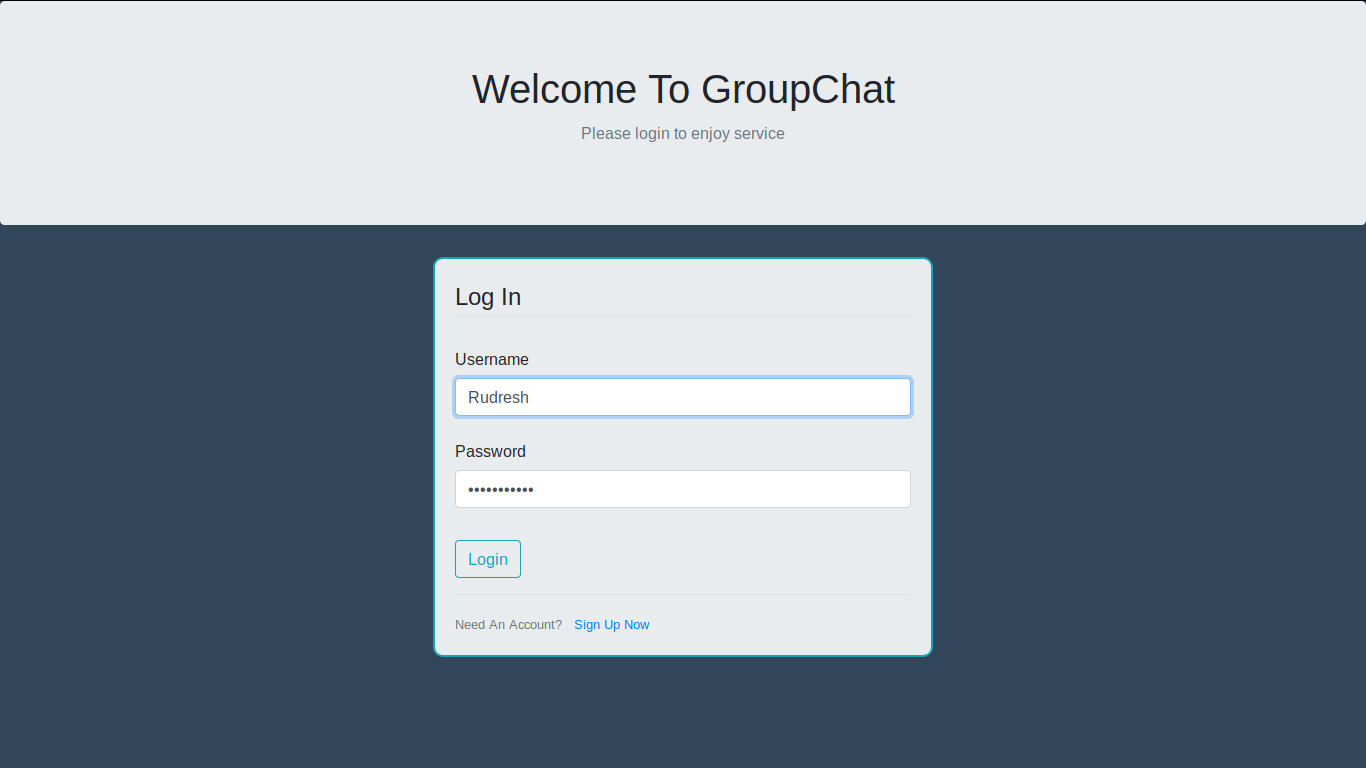 Welcome To GroupChat
Please login to enjoy service
Log In
Username
Rudresh
Password
•••••••••••
Login
Need An Account? Sign Up Now